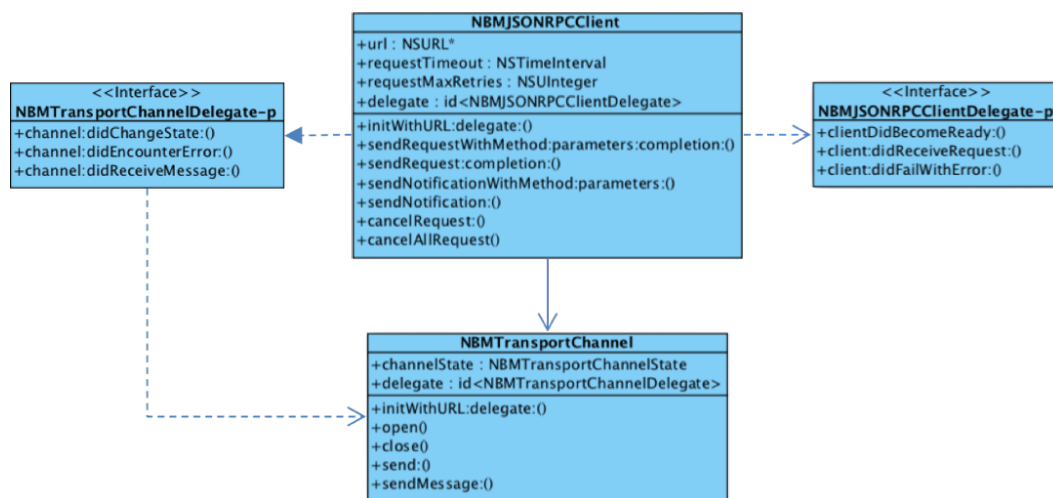 NBMJSONRPCClient
+url : NSURL*
+requestTimeout : NSTimeInterval
+requestMaxRetries : NSUInteger
+delegate : id<NBMJSONRPCClientDelegate>
+initWithURL:delegate:()
+sendRequestWithMethod:parameters:completion:()
+sendRequest:completion:()
+sendNotificationWithMethod:parameters:()
+sendNotification:()
+cancelRequest:()
+cancelAllRequest()
<<Interface>>
NBMTransportChannelDelegate-p
+channel:didChangeState:()
+channel:didEncounterError:()
+channel:didReceiveMessage:()
<<Interface>>
NBMJSONRPCClientDelegate-p
+clientDidBecomeReady:()
+client:didReceiveRequest:()
+client:didFailWithError:()
NBMTransportChannel
+channelState : NBMTransportChannelState
+delegate : id<NBMTransportChannelDelegate>
+initWithURL:delegate:()
+open()
+close()
+send:()
+sendMessage:()